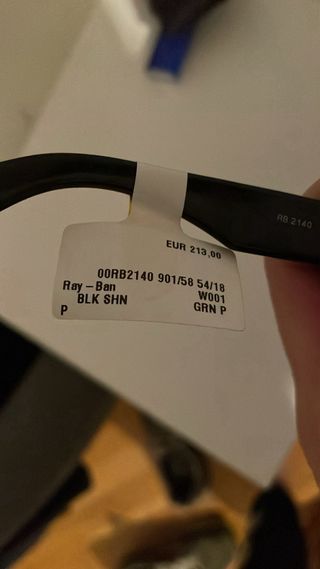 RB 2140
EUR 213,00
00RB2140 901/58 54/18
Ray-Ban W001
BLK SHN GRN P
P